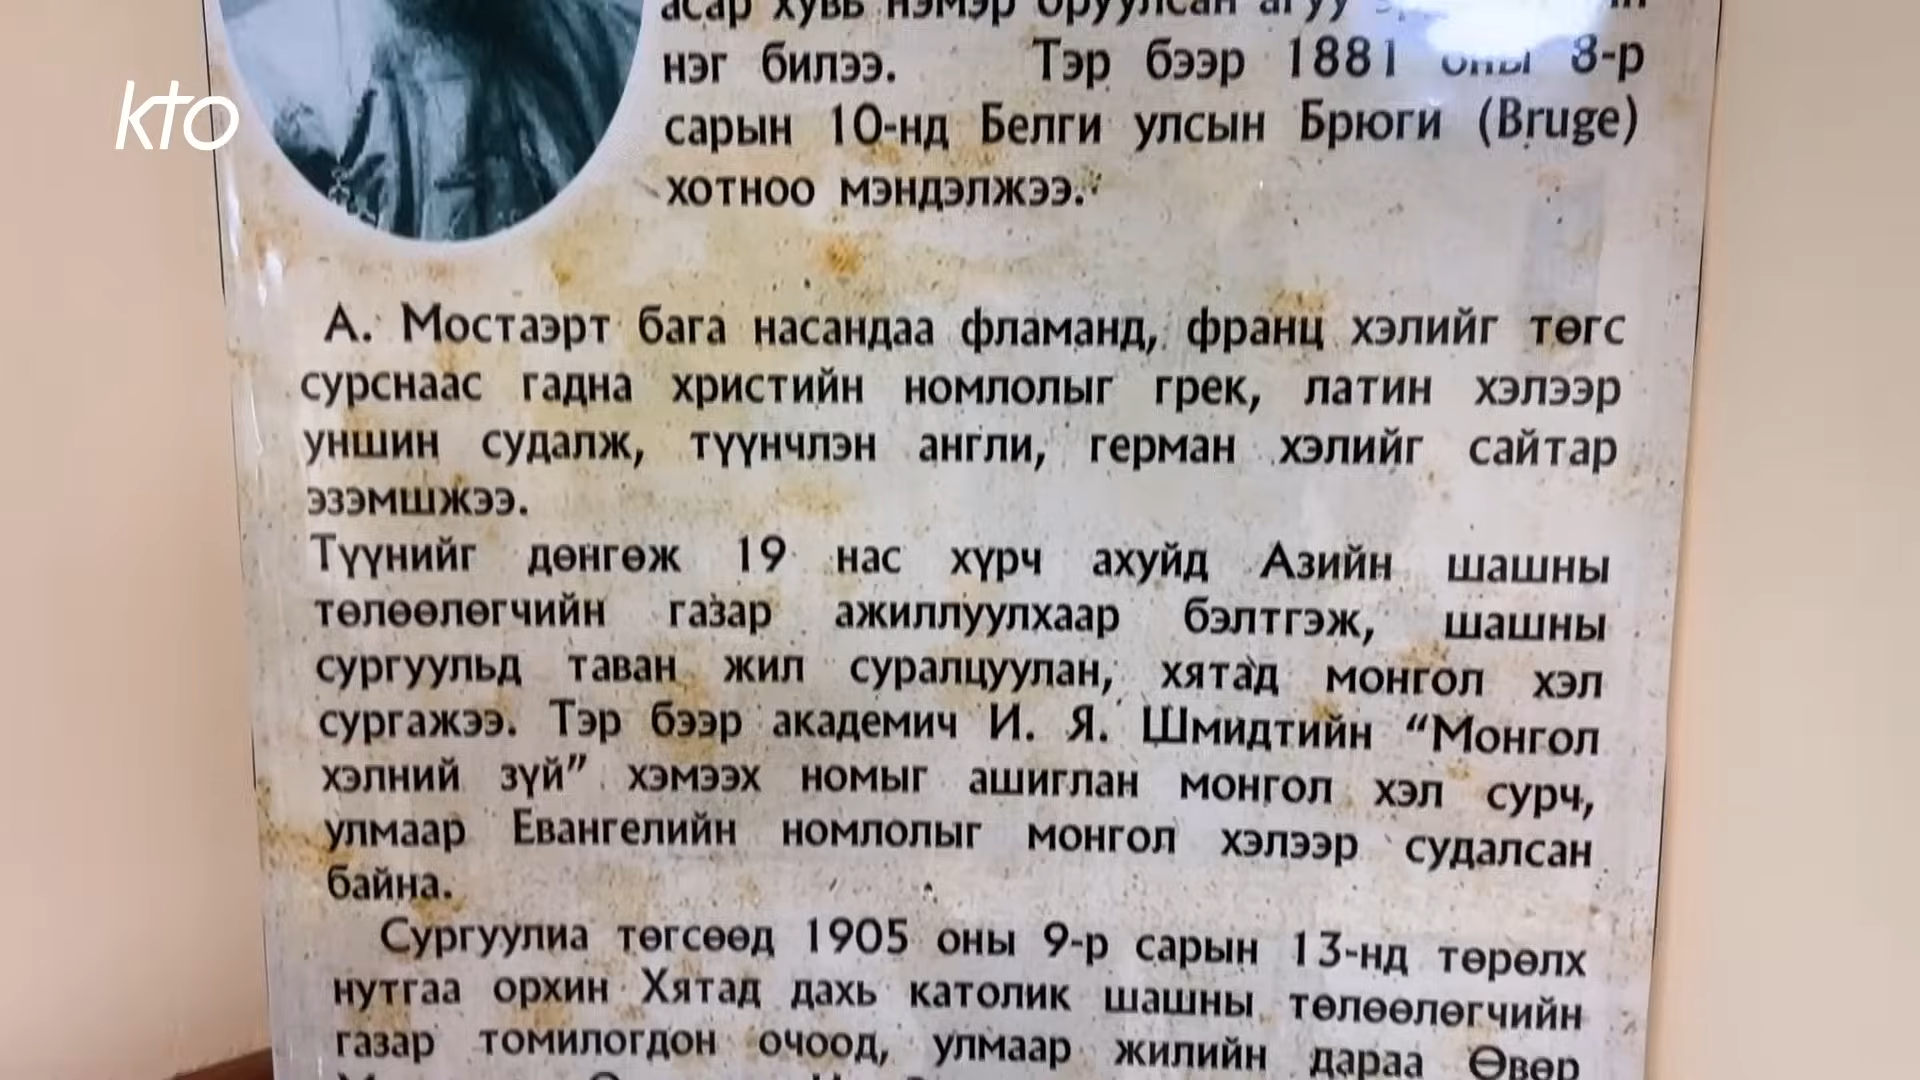 kto
асар хувь нэмэр оруулсан агуу
нэг билээ. Тэр бээр 1881 оны 8-р
сарын 10-нд Белги улсын Брюги (Bruge)
хотноо мэндэлжээ.
А. Мостаэрт бага насандаа фламанд, франц хэлийг төгс
сурснаас гадна христийн номлолыг грек, латин хэлээр
уншин судалж, түүнчлэн англи, герман хэлийг сайтар
эзэмшжээ.
Түүнийг дөнгөж 19 нас хүрч ахуйд Азийн шашны
төлөөлөгчийн газар ажиллуулхаар бэлтгэж, шашны
сургуульд таван жил суралцуулан, хятад монгол хэл
сургажээ. Тэр бээр академич И. Я. Шмидтийн “Монгол
хэлний зүй” хэмээх номыг ашиглан монгол хэл сурч,
улмаар Евангелийн номлолыг монгол хэлээр судалсан
байна.
Сургуулиа төгсөөд 1905 оны 9-р сарын 13-нд төрөлх
нутгаа орхин Хятад дахь католик шашны төлөөлөгчийн
газар томилогдон очоод, улмаар жилийн дараа Өвөр